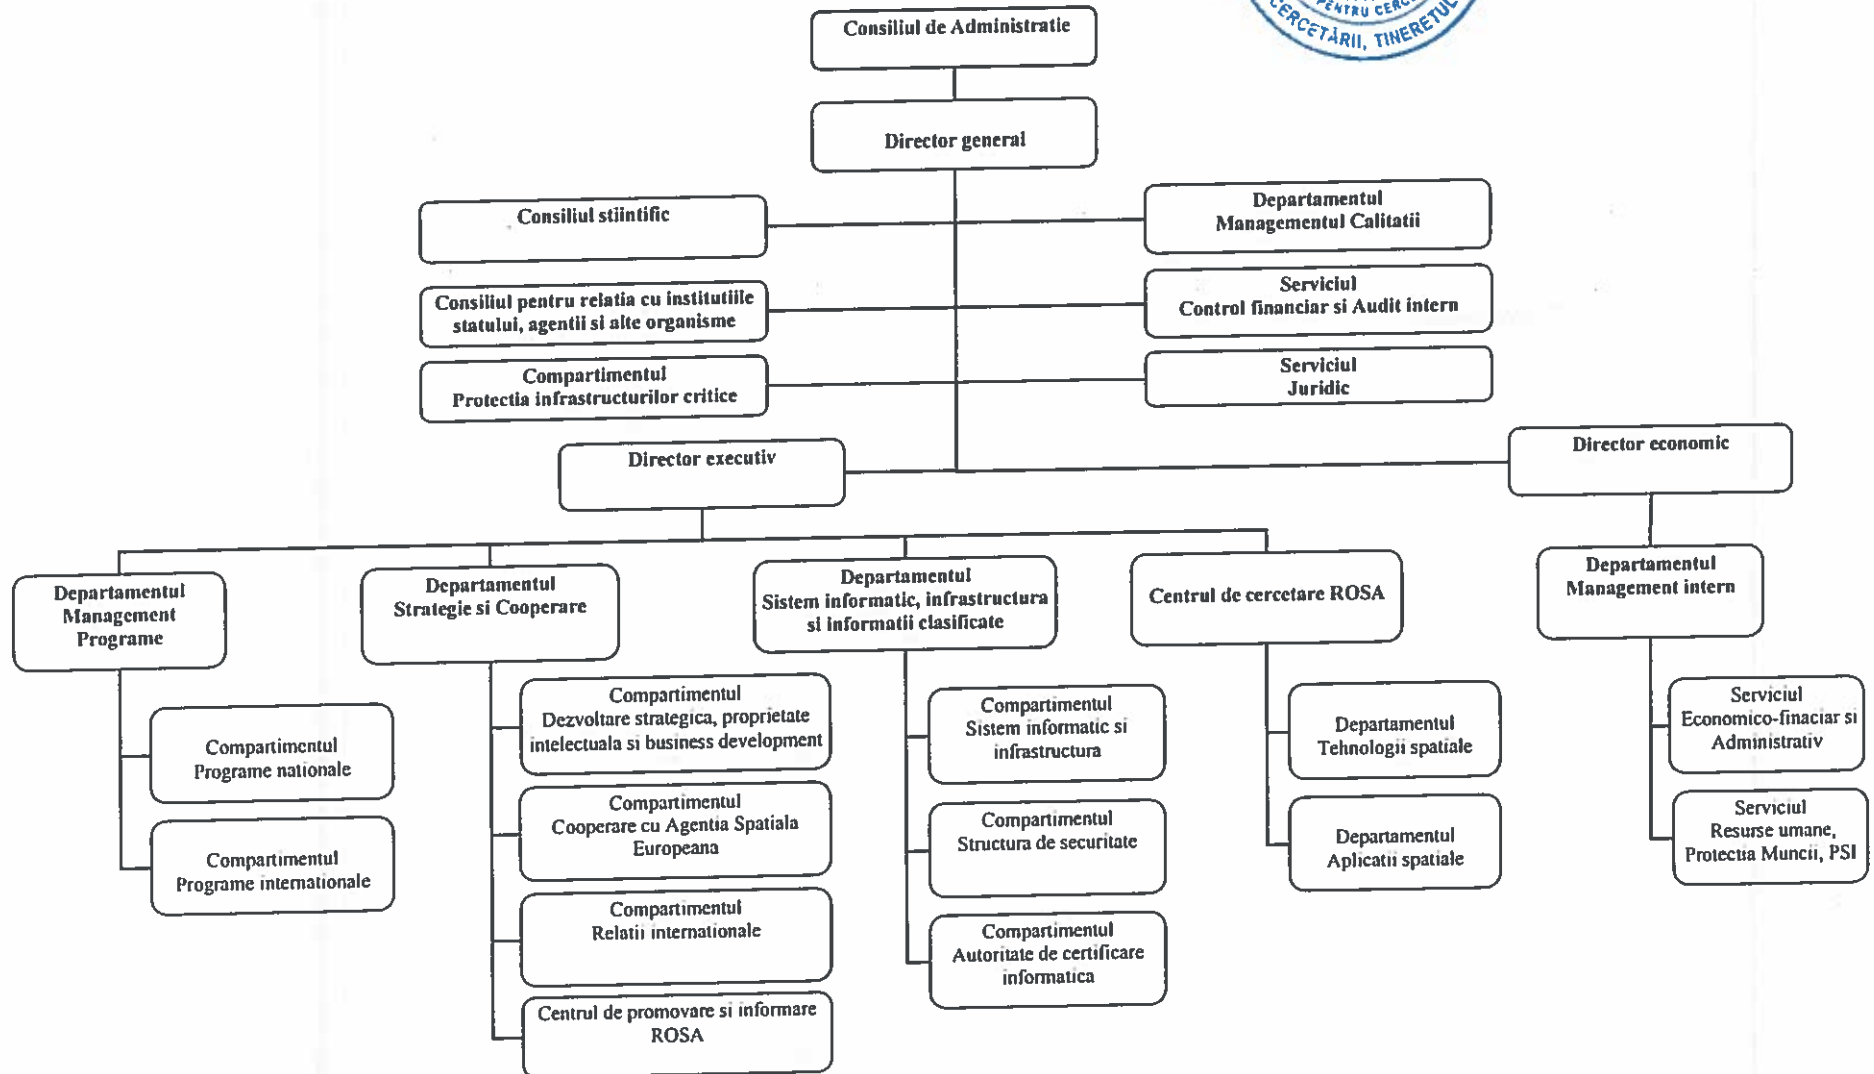 Consiliul de Administratie
PENTRU
CERCETĂRII, TINERETUL
Director general
Consiliul stiintific
Departamentul
Managementul Calitatii
Consiliul pentru relatia cu institutiile
statului, agentii si alte organisme
Serviciul
Control financiar si Audit intern
Compartimentul
Protectia infrastructurilor critice
Serviciul
Juridic
Director executiv
Director economic
Departamentul
Management
Programe
Departamentul
Strategie si Cooperare
Departamentul
Sistem informatic, infrastructura
si informatii clasificate
Centrul de cercetare ROSA
Departamentul
Management intern
Compartimentul
Programe nationale
Compartimentul
Programe internationale
Compartimentul
Dezvoltare strategica, proprietate
intelectuala si business development
Compartimentul
Cooperare cu Agentia Spatiala
Europeana
Compartimentul
Relatii internationale
Centrul de promovare si informare
ROSA
Compartimentul
Sistem informatic si
infrastructura
Compartimentul
Structura de securitate
Compartimentul
Autoritate de certificare
informatica
Departamentul
Tehnologii spatiale
Departamentul
Aplicatii spatiale
Serviciul
Economico-finaciar si
Administrativ
Serviciul
Resurse umane,
Protectia Muncii, PSI